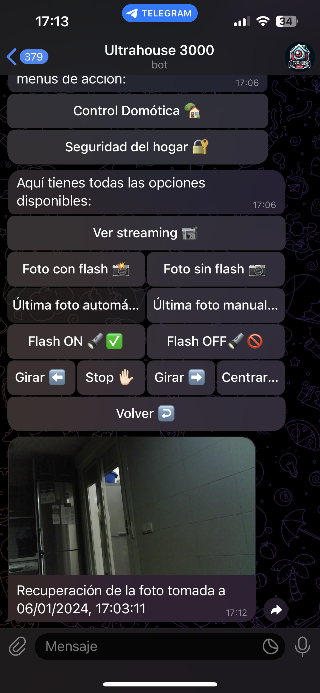 17:13
TELEGRAM
34
379
Ultrahouse 3000
bot
menús de acción:
17:06
Control Domótica 🏡
Seguridad del hogar 🔐
Aquí tienes todas las opciones
disponibles:
17:06
Ver streaming 📹
Foto con flash 📸
Foto sin flash 📷
Última foto automá...
Última foto manual...
Flash ON 🔦✅
Flash OFF🔦🚫
Girar ⬅️
Stop 🖐🏻
Girar ➡️
Centrar...
Volver ↩️
Recuperación de la foto tomada a
06/01/2024, 17:03:11
17:12
Mensaje